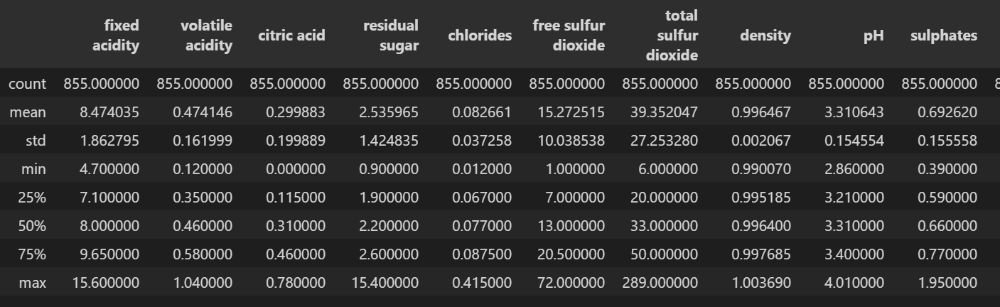 fixed acidity volatile acidity citric acid residual sugar chlorides free sulfur dioxide total sulfur dioxide density pH sulphates
count 855.000000 855.000000 855.000000 855.000000 855.000000 855.000000 855.000000 855.000000 855.000000 855.000000 8
mean 8.474035 0.474146 0.299883 2.535965 0.082661 15.272515 39.352047 0.996467 3.310643 0.692620
std 1.862795 0.161999 0.199889 1.424835 0.037258 10.038538 27.253280 0.002067 0.154554 0.155558
min 4.700000 0.120000 0.000000 0.900000 0.012000 1.000000 6.000000 0.990070 2.860000 0.390000
25% 7.100000 0.350000 0.115000 1.900000 0.067000 7.000000 20.000000 0.995185 3.210000 0.590000
50% 8.000000 0.460000 0.310000 2.200000 0.077000 13.000000 33.000000 0.996400 3.310000 0.660000
75% 9.650000 0.580000 0.460000 2.600000 0.087500 20.500000 50.000000 0.997685 3.400000 0.770000
max 15.600000 1.040000 0.780000 15.400000 0.415000 72.000000 289.000000 1.003690 4.010000 1.950000